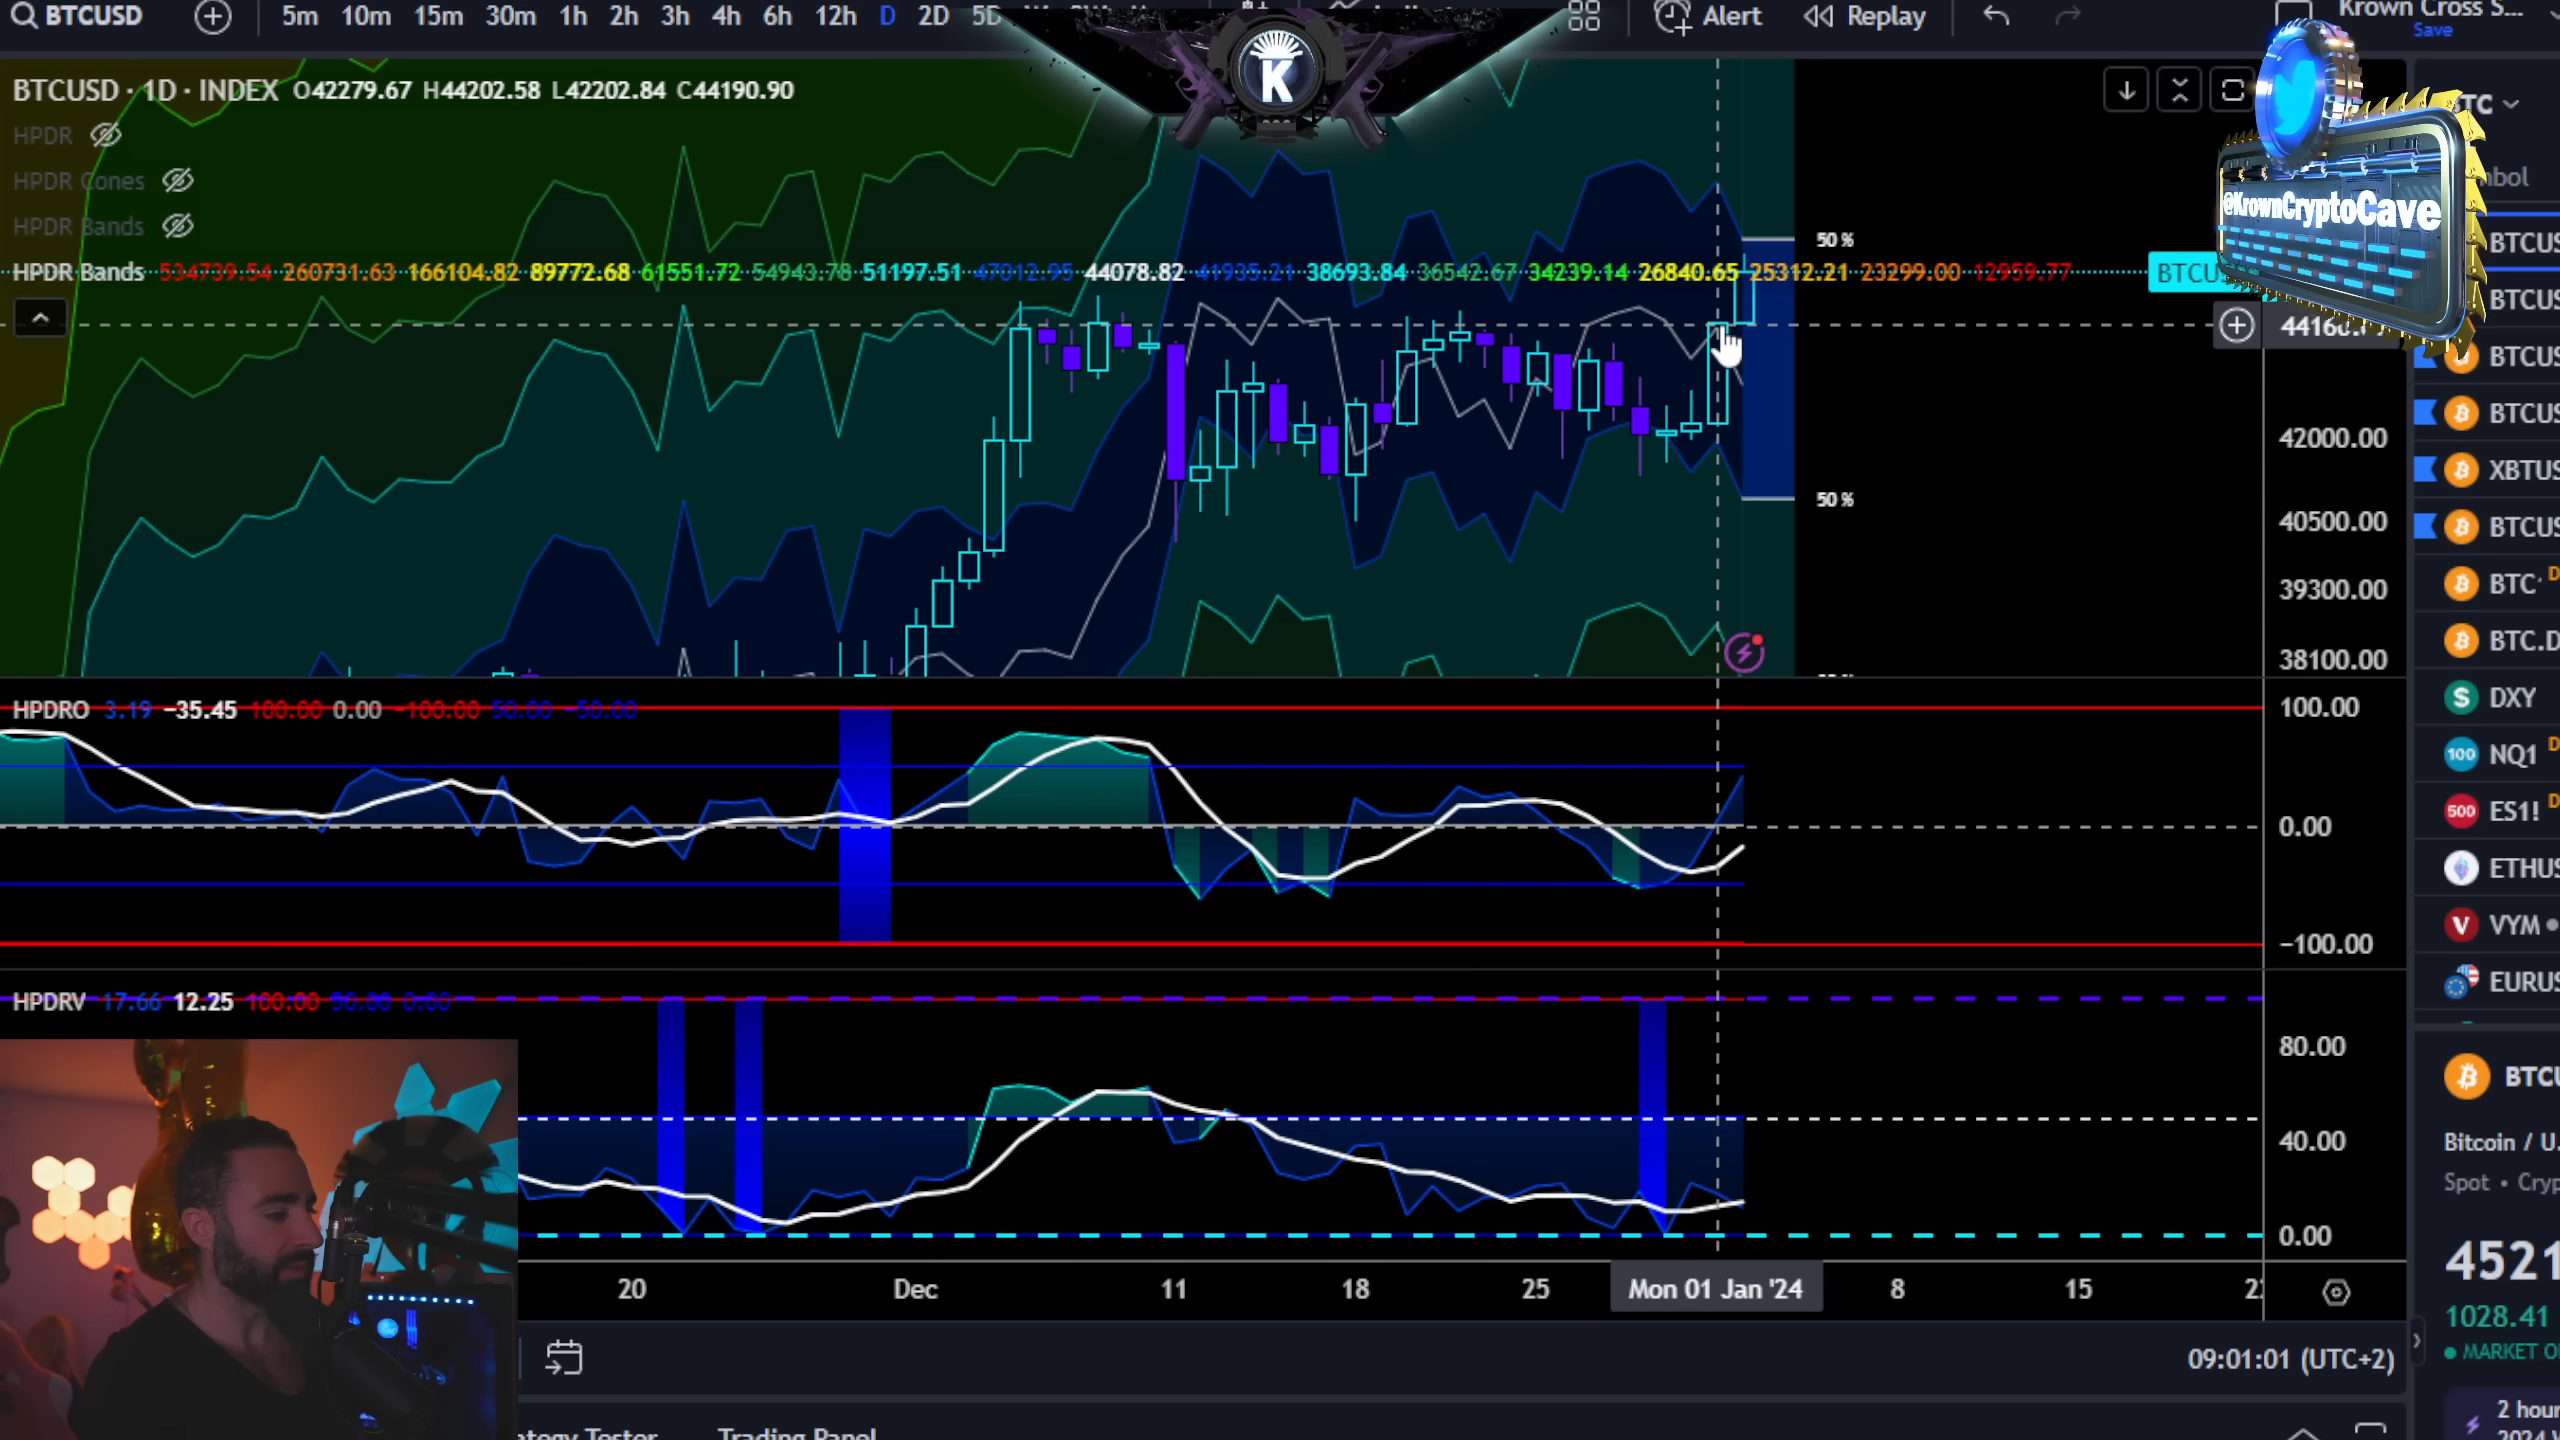 BTCUSD
5m 10m 15m 30m 1h 2h 3h 4h 6h 12h D 2D 5D
Alert Replay
Krown Cross S...
Save
BTCUSD · 1D · INDEX O42279.67 H44202.58 L42202.84 C44190.90
HPDR
HPDR Cones
HPDR Bands
HPDR Bands 534739.54 260731.63 166104.82 89772.68 61551.72 54943.78 51197.51 47012.95 44078.82 41935.21 38693.84 36542.67 34239.14 26840.65 25312.21 23299.00 12959.77
K
@KrownCryptoCave
50%
50%
BTCU
42000.00
40500.00
39300.00
38100.00
HPDRO 3.19 -35.45 100.00 0.00 -100.00 50.00 -50.00
100.00
0.00
-100.00
HPDRV 17.66 12.25 100.00 50.00 0.00
80.00
40.00
0.00
20 Dec 11 18 25 Mon 01 Jan '24 8 15
09:01:01 (UTC+2)
Tester
Trading Panel
BTCUS
BTCUS
BTCUS
BTCUS
XBTUS
BTCUS
BTC
BTC.D
DXY
NQ1
ES1!
ETHUS
VYM
EURUS
BTCU
Bitcoin / U.
Spot • Cryp
4521
1028.41
MARKET O
2 hour